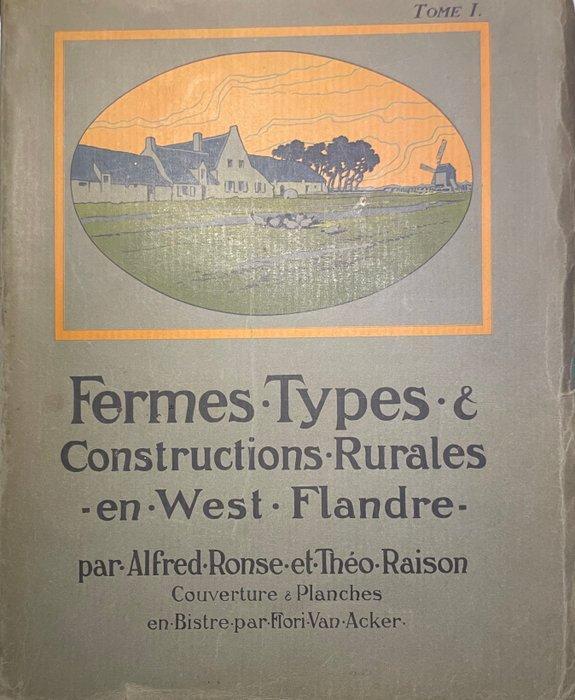 Tome I.
Fermes·Types·&
Constructions·Rurales
-en·West·Flandre-
par·Alfred·Ronse·et·Théo·Raison
Couverture & Planches
en·Bistre·par·Flori·Van·Acker·